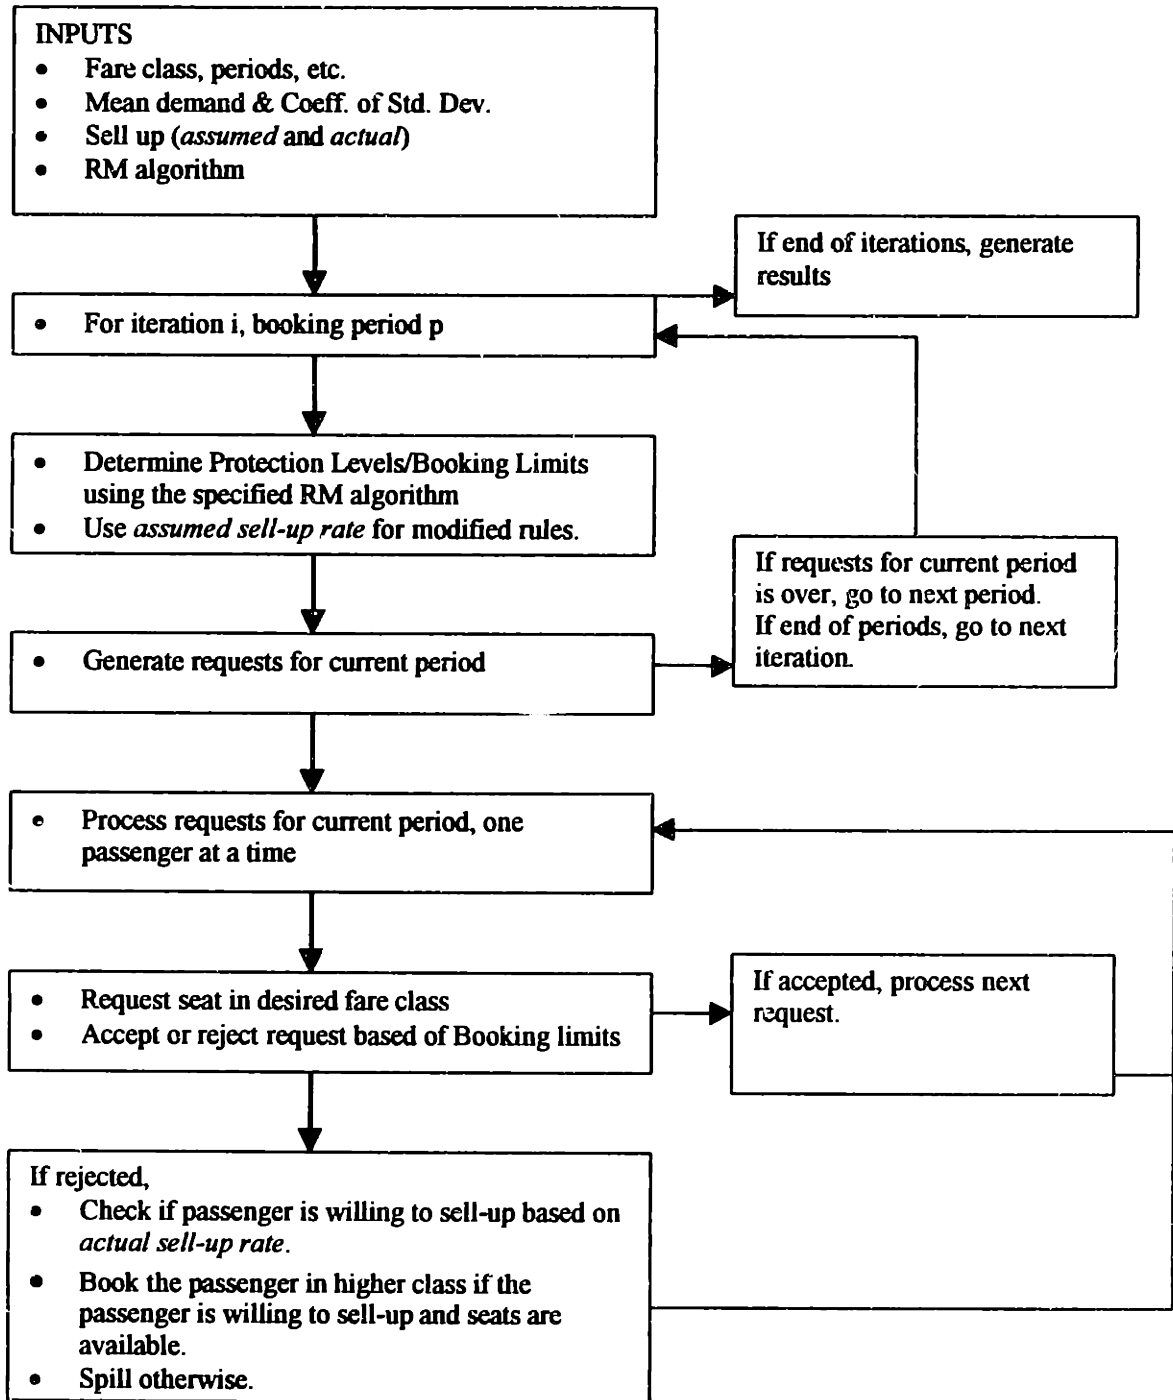 INPUTS
• Fare class, periods, etc.
• Mean demand & Coeff. of Std. Dev.
• Sell up (assumed and actual)
• RM algorithm
If end of iterations, generate
results
• For iteration i, booking period p
• Determine Protection Levels/Booking Limits
using the specified RM algorithm
• Use assumed sell-up rate for modified rules.
If requests for current period
is over, go to next period.
If end of periods, go to next
iteration.
• Generate requests for current period
• Process requests for current period, one
passenger at a time
• Request seat in desired fare class
• Accept or reject request based of Booking limits
If accepted, process next
request.
If rejected,
• Check if passenger is willing to sell-up based on
actual sell-up rate.
• Book the passenger in higher class if the
passenger is willing to sell-up and seats are
available.
• Spill otherwise.